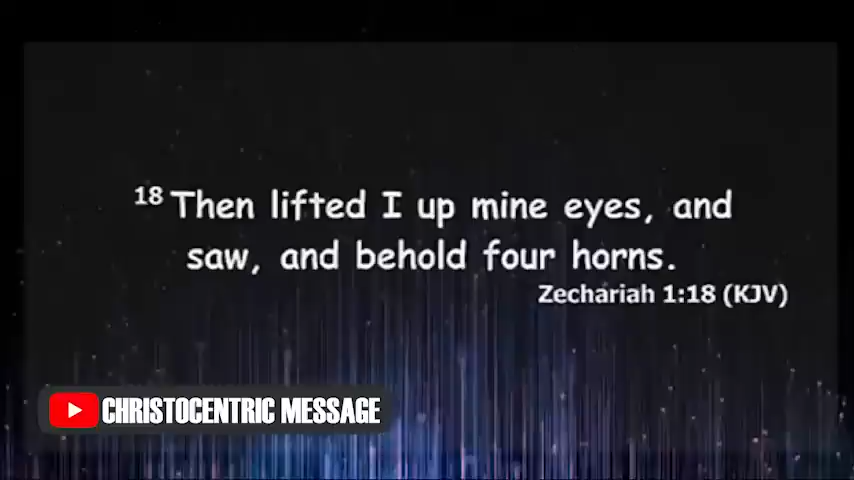 18 Then lifted I up mine eyes, and
saw, and behold four horns.
Zechariah 1:18 (KJV)
CHRISTOCENTRIC MESSAGE